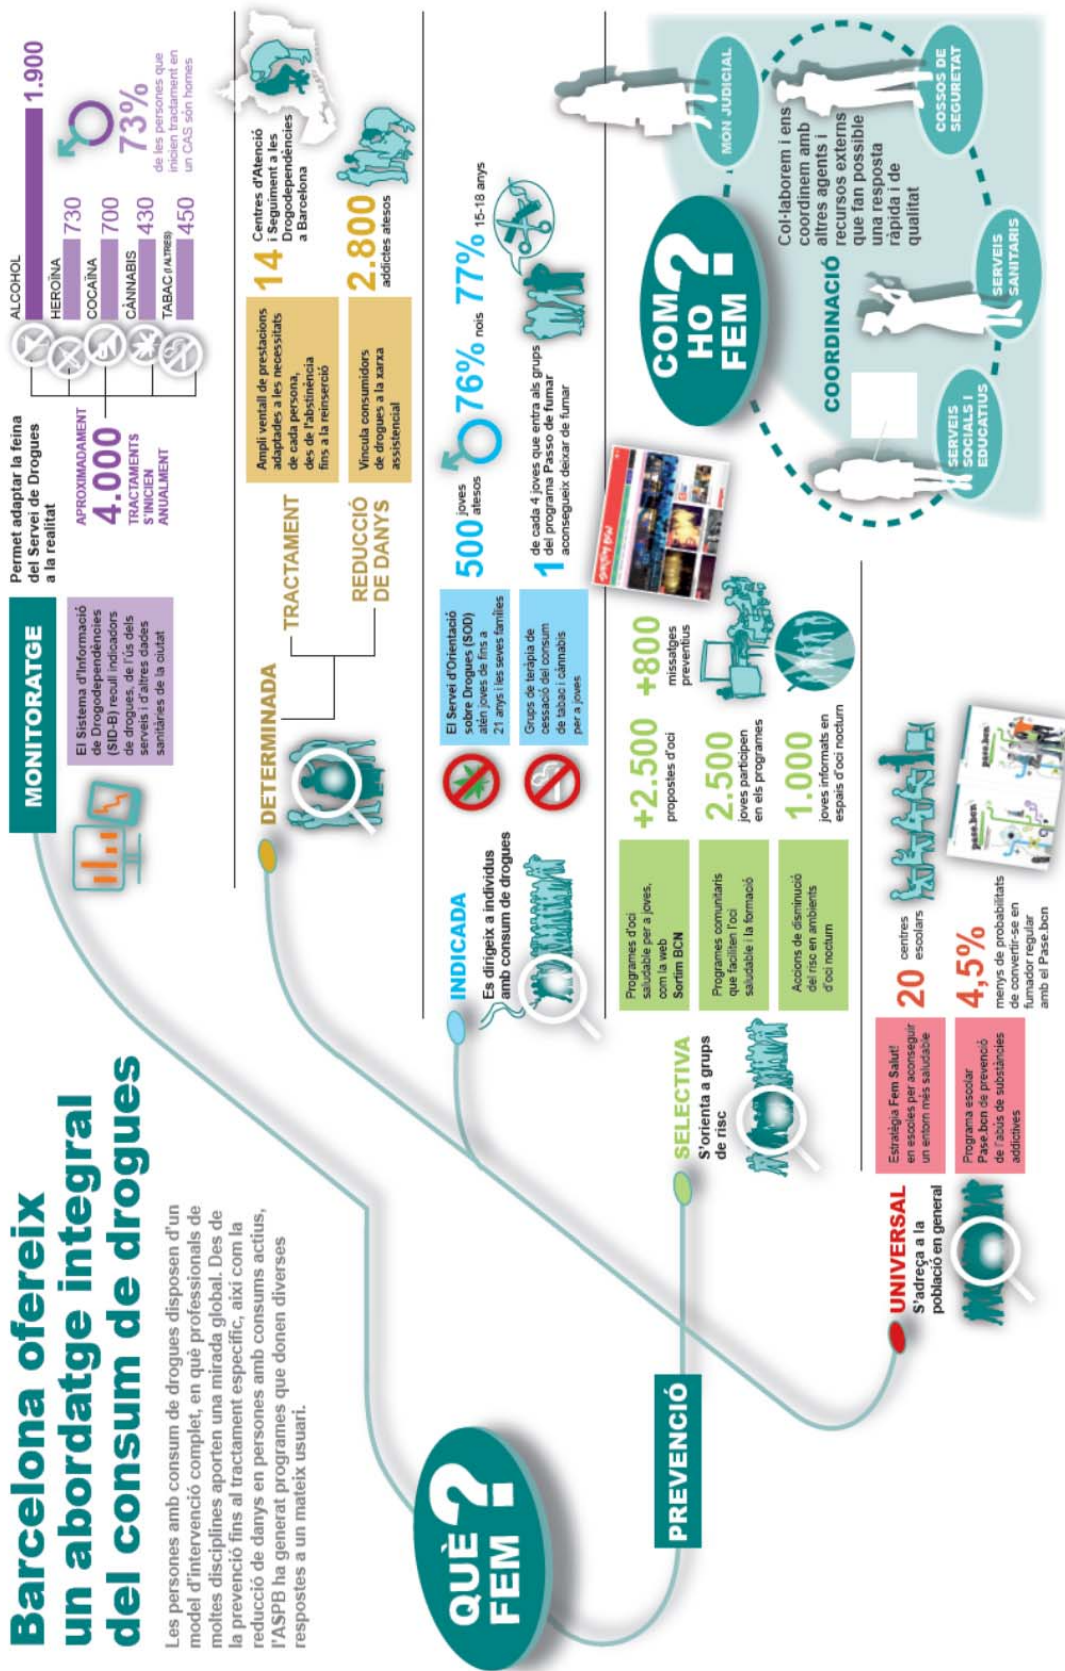 Barcelona ofereix
un abordatge integral
del consum de drogues
Les persones amb consum de drogues disposen d'un
model d'intervenció complet, en què professionals de
moltes disciplines aporten una mirada global. Des de
la prevenció fins al tractament específic, així com la
reducció de danys en persones amb consums actius,
l'ASPB ha generat programes que donen diverses
respostes a un mateix usuari.
QUÈ
FEM?
MONITORATGE
Permet adaptar la feina
del Servei de Drogues
a la realitat
El Sistema d'Informació
de Drogodependències
(SID-B) recull indicadors
de drogues, de l'ús dels
serveis i d'altres dades
sanitàries de la ciutat
APROXIMADAMENT
4.000
TRACTAMENTS
S'INICIEN
ANUALMENT
ALCOHOL
1.900
HEROÏNA
730
COCAÏNA
700
CÀNNABIS
430
TABAC (I ALTRES)
450
73%
de les persones que
inicien tractament en
un CAS són homes
DETERMINADA
TRACTAMENT
Ampli ventall de prestacions
adaptades a les necessitats
de cada persona,
des de l'abstinència
fins a la reinserció
14
Centres d'Atenció
i Seguiment a les
Drogodependències
a Barcelona
REDUCCIÓ
DE DANYS
Vincula consumidors
de drogues a la xarxa
assistencial
2.800
addictes atesos
INDICADA
Es dirigeix a individus
amb consum de drogues
El Servei d'Orientació
sobre Drogues (SOD)
atén joves de fins a
21 anys i les seves famílies
500 joves
atesos
76% nois
77% 15-18 anys
Grups de teràpia de
cessació del consum
de tabac i cànnabis
per a joves
1
de cada 4 joves que entra als grups
del programa Passo de fumar
aconsegueix deixar de fumar
PREVENCIÓ
SELECTIVA
S'orienta a grups
de risc
Programes d'oci
saludable per a joves,
com la web
Sortim BCN
+2.500
propostes d'oci
+800
missatges
preventius
Programes comunitaris
que faciliten l'oci
saludable i la formació
2.500
joves participen
en els programes
Accions de disminució
del risc en ambients
d'oci nocturn
1.000
joves informats en
espais d'oci nocturn
UNIVERSAL
S'adreça a la
població en general
Estratègia Fem Salut!
en escoles per aconseguir
un entorn més saludable
20 centres
escolars
Programa escolar
Pase.bcn de prevenció
de l'abús de substàncies
addictives
4,5%
menys de probabilitats
de convertir-se en
fumador regular
amb el Pase.bcn
pase.bcn
pase.bcn
COM
HO
FEM?
COORDINACIÓ
Col·laborem i ens
coordinem amb
altres agents i
recursos externs
que fan possible
una resposta
ràpida i de
qualitat
SERVEIS
SOCIALS I
EDUCATIUS
SERVEIS
SANITARIS
COSSOS DE
SEGURETAT
MÓN JUDICIAL